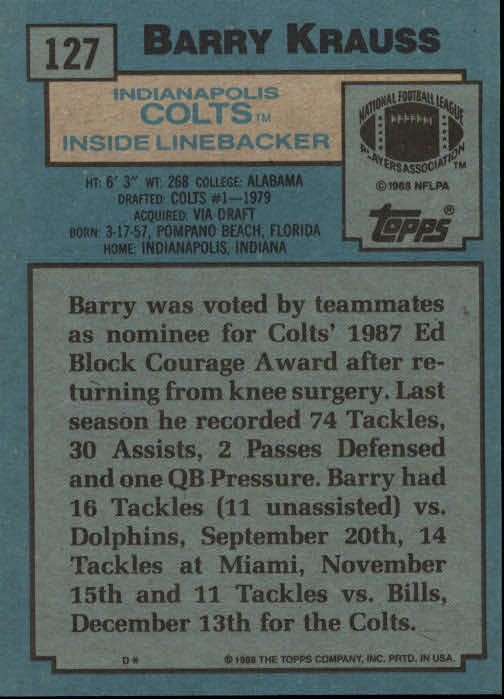 127
BARRY KRAUSS
INDIANAPOLIS
COLTS™
INSIDE LINEBACKER
HT: 6' 3" WT: 268 COLLEGE: ALABAMA
DRAFTED: COLTS #1—1979
ACQUIRED: VIA DRAFT
BORN: 3-17-57, POMPANO BEACH, FLORIDA
HOME: INDIANAPOLIS, INDIANA
NATIONAL FOOTBALL LEAGUE
PLAYERS ASSOCIATION™
©1988 NFLPA
TOPPS®
Barry was voted by teammates
as nominee for Colts' 1987 Ed
Block Courage Award after re-
turning from knee surgery. Last
season he recorded 74 Tackles,
30 Assists, 2 Passes Defensed
and one QB Pressure. Barry had
16 Tackles (11 unassisted) vs.
Dolphins, September 20th, 14
Tackles at Miami, November
15th and 11 Tackles vs. Bills,
December 13th for the Colts.
D* ©1988 THE TOPPS COMPANY, INC. PRTD. IN USA.